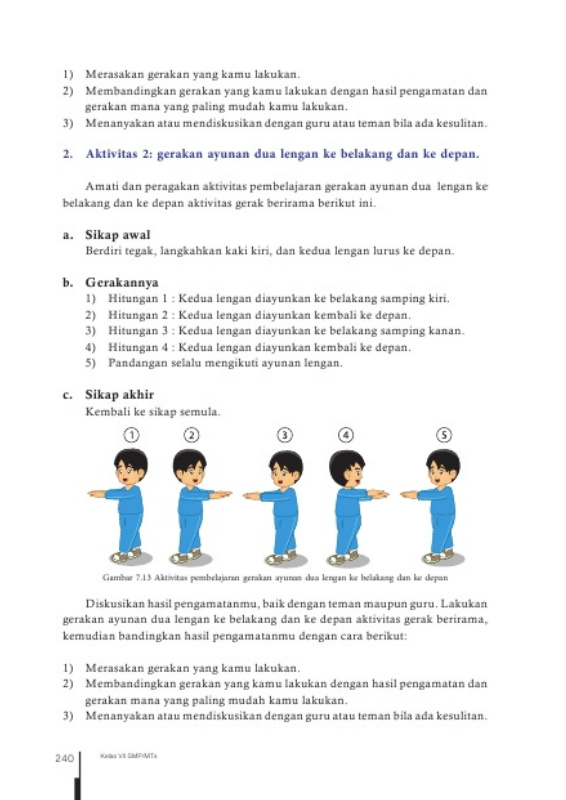 1) Merasakan gerakan yang kamu lakukan.
2) Membandingkan gerakan yang kamu lakukan dengan hasil pengamatan dan
gerakan mana yang paling mudah kamu lakukan.
3) Menanyakan atau mendiskusikan dengan guru atau teman bila ada kesulitan.
2. Aktivitas 2: gerakan ayunan dua lengan ke belakang dan ke depan.
Amati dan peragakan aktivitas pembelajaran gerakan ayunan dua lengan ke
belakang dan ke depan aktivitas gerak berirama berikut ini.
a. Sikap awal
Berdiri tegak, langkahkan kaki kiri, dan kedua lengan lurus ke depan.
b. Gerakannya
1) Hitungan 1 : Kedua lengan diayunkan ke belakang samping kiri.
2) Hitungan 2 : Kedua lengan diayunkan kembali ke depan.
3) Hitungan 3 : Kedua lengan diayunkan ke belakang samping kanan.
4) Hitungan 4 : Kedua lengan diayunkan kembali ke depan.
5) Pandangan selalu mengikuti ayunan lengan.
c. Sikap akhir
Kembali ke sikap semula.
1 2 3 4 5
Gambar 7.13 Aktivitas pembelajaran gerakan ayunan dua lengan ke belakang dan ke depan
Diskusikan hasil pengamatanmu, baik dengan teman maupun guru. Lakukan
gerakan ayunan dua lengan ke belakang dan ke depan aktivitas gerak berirama,
kemudian bandingkan hasil pengamatanmu dengan cara berikut:
1) Merasakan gerakan yang kamu lakukan.
2) Membandingkan gerakan yang kamu lakukan dengan hasil pengamatan dan
gerakan mana yang paling mudah kamu lakukan.
3) Menanyakan atau mendiskusikan dengan guru atau teman bila ada kesulitan.
240 Kelas VII SMP/MTs